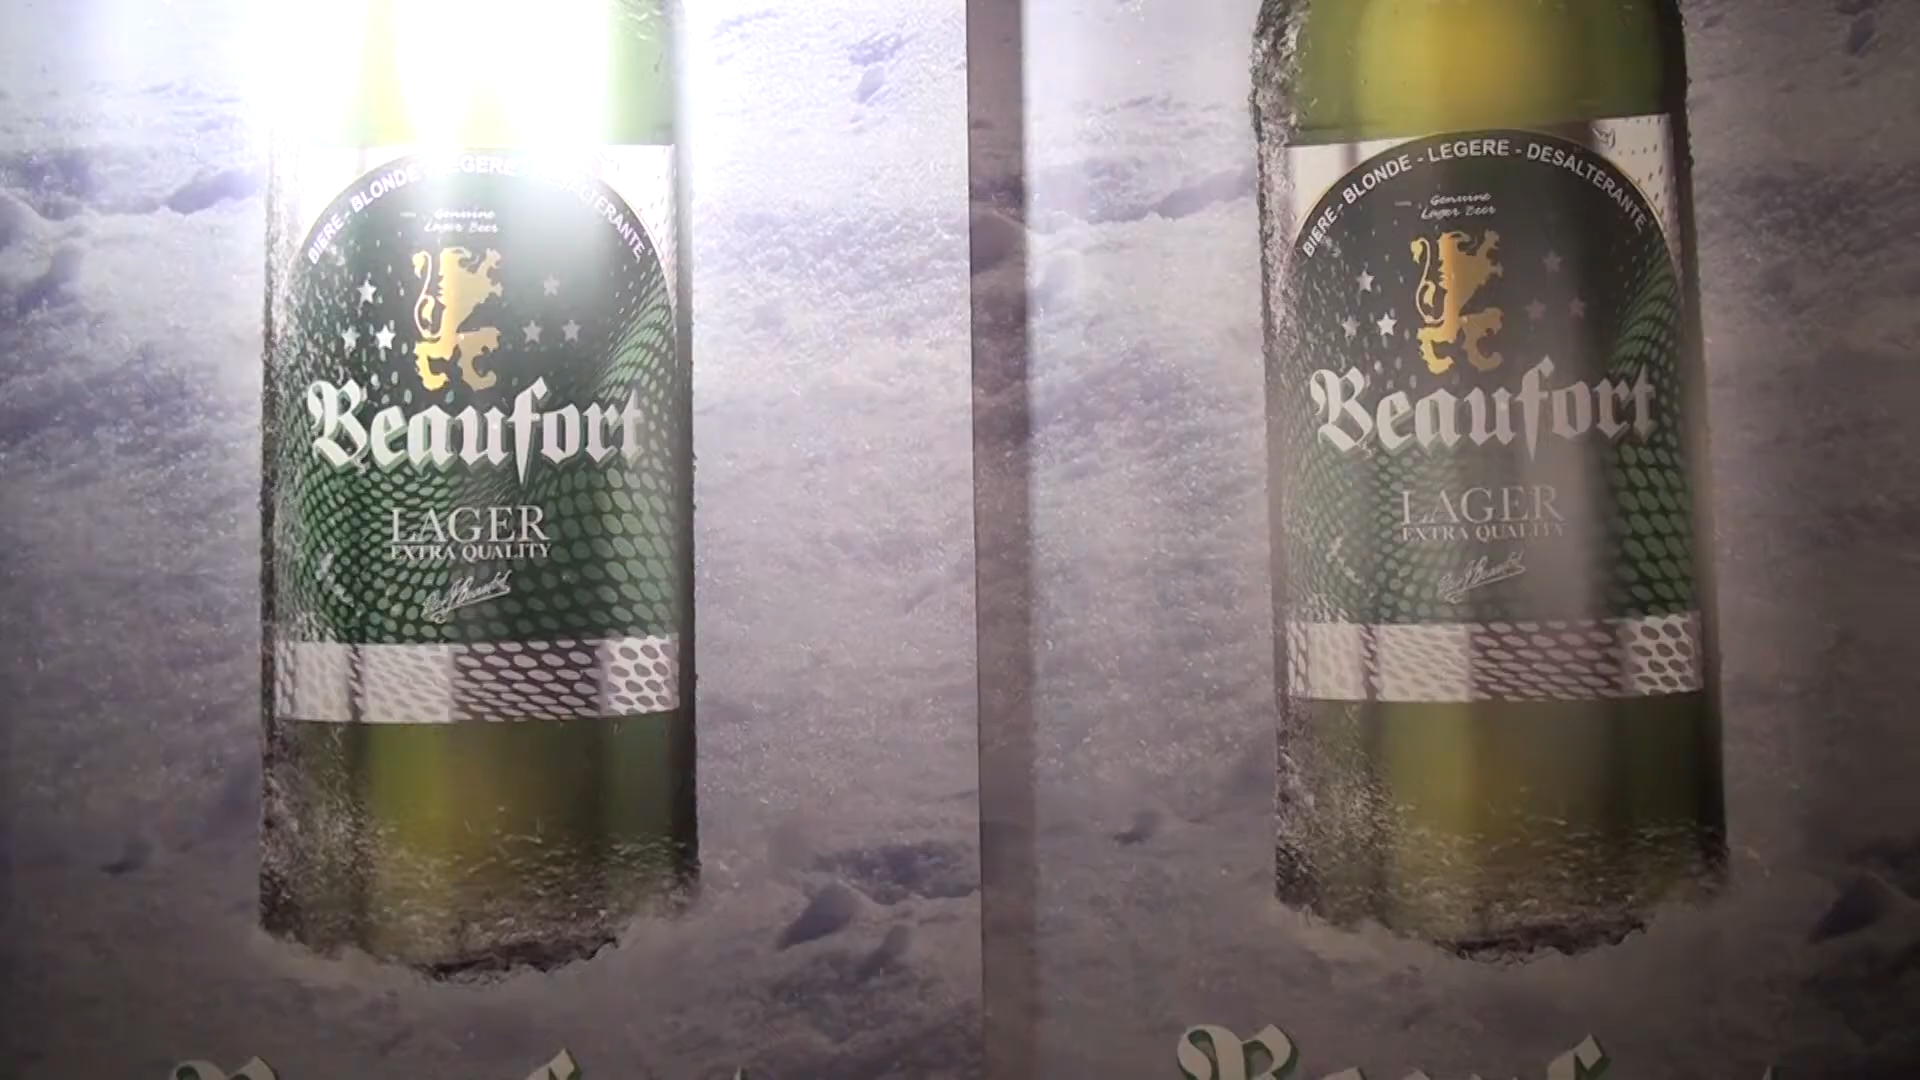 BIERE - BLONDE - LEGERE - DESALTERANTE
Genuine
Lager Beer
Beaufort
LAGER
EXTRA QUALITY
BIERE - BLONDE - LEGERE - DESALTERANTE
Genuine
Lager Beer
Beaufort
LAGER
EXTRA QUALITY